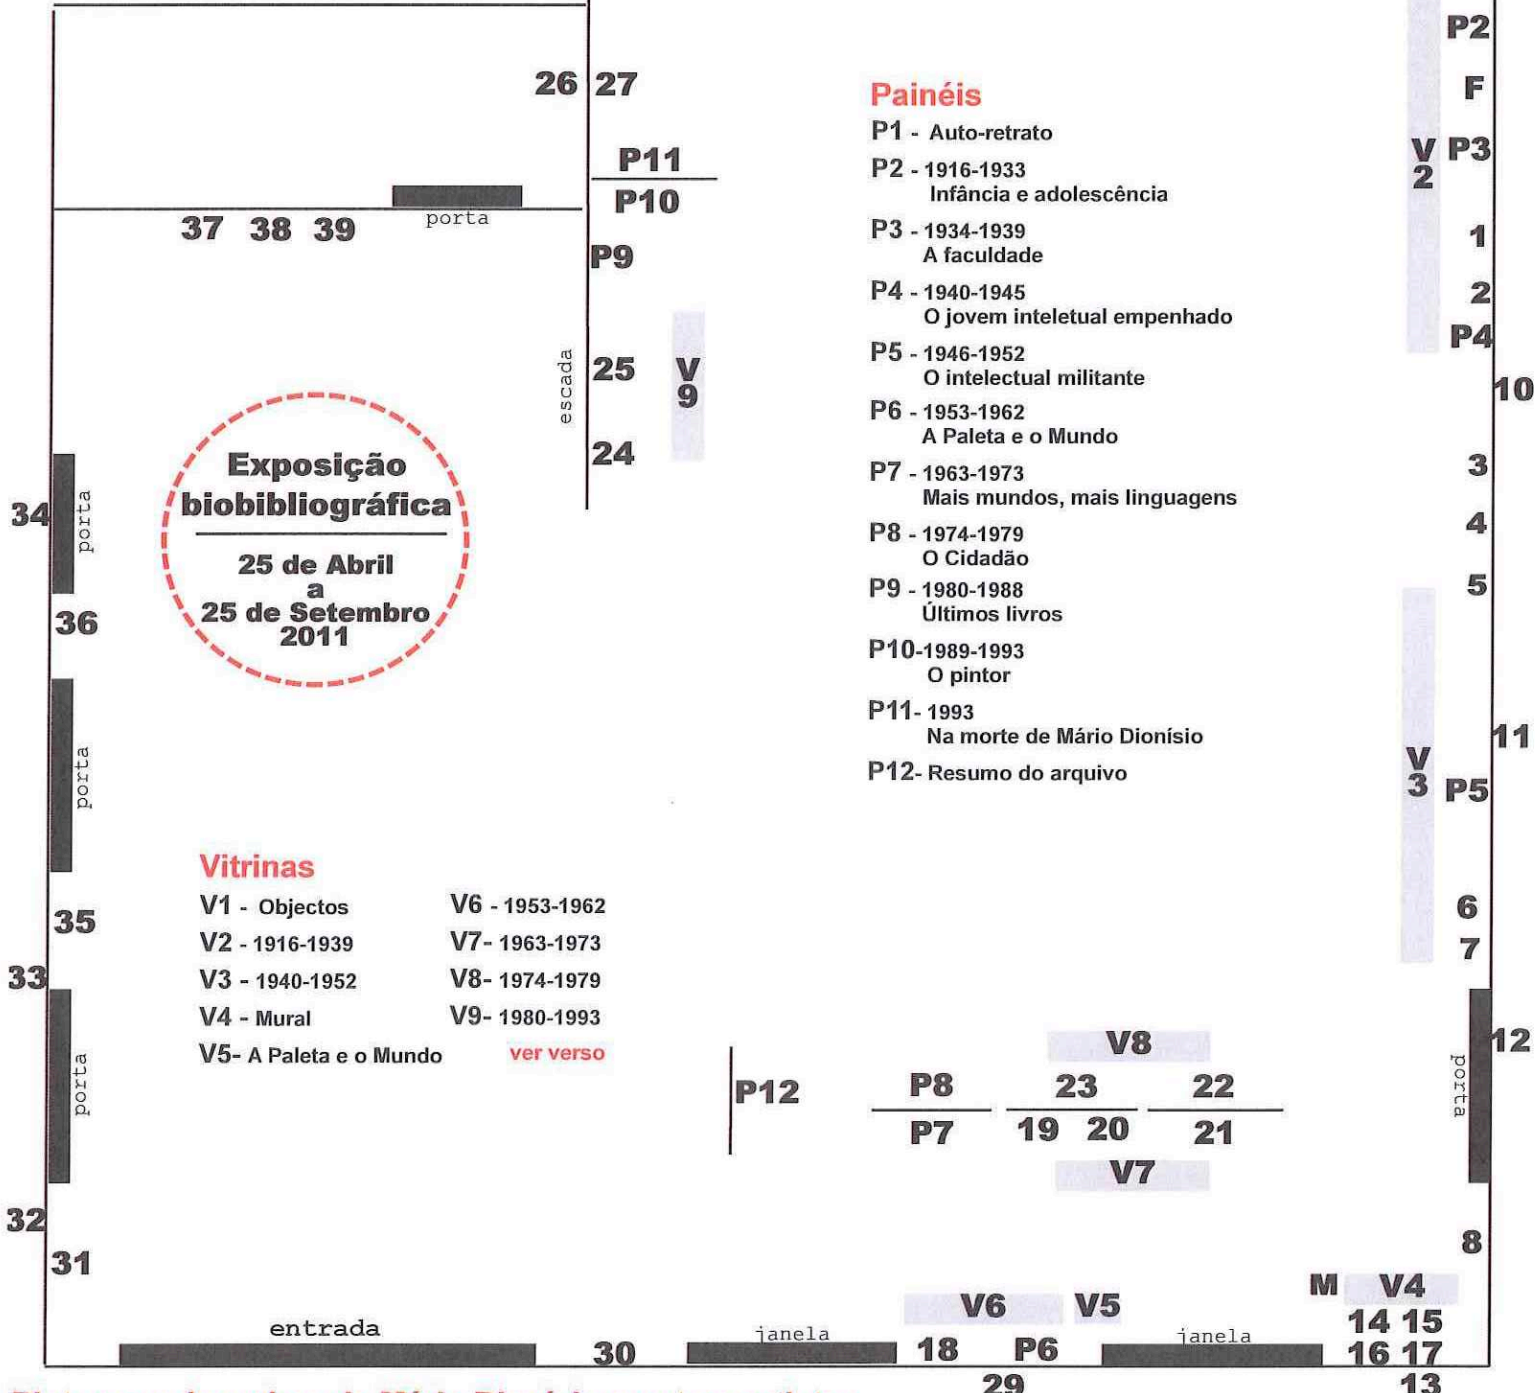 P2
26 27
F
Painéis
P1 - Auto-retrato
P11
V
2
P3
P2 - 1916-1933
Infância e adolescência
porta
P10
37 38 39
P9
P3 - 1934-1939
A faculdade
1
P4 - 1940-1945
O jovem inteletual empenhado
2
P4
escada
25
V
9
P5 - 1946-1952
O intelectual militante
10
24
P6 - 1953-1962
A Paleta e o Mundo
Exposição
biobibliográfica
25 de Abril
a
25 de Setembro
2011
3
34
porta
P7 - 1963-1973
Mais mundos, mais linguagens
4
P8 - 1974-1979
O Cidadão
5
36
P9 - 1980-1988
Últimos livros
P10-1989-1993
O pintor
P11- 1993
Na morte de Mário Dionísio
11
porta
V
3
P5
P12- Resumo do arquivo
Vitrinas
V1 - Objectos
V2 - 1916-1939
V3 - 1940-1952
V4 - Mural
V5- A Paleta e o Mundo
V6 - 1953-1962
V7- 1963-1973
V8- 1974-1979
V9- 1980-1993
ver verso
35
6
7
33
V8
12
porta
porta
P12
P8 23 22
P7 19 20 21
V7
32
31
8
M V4
V6 V5
14 15
entrada
janela
janela
30
18 P6
16 17
29
13